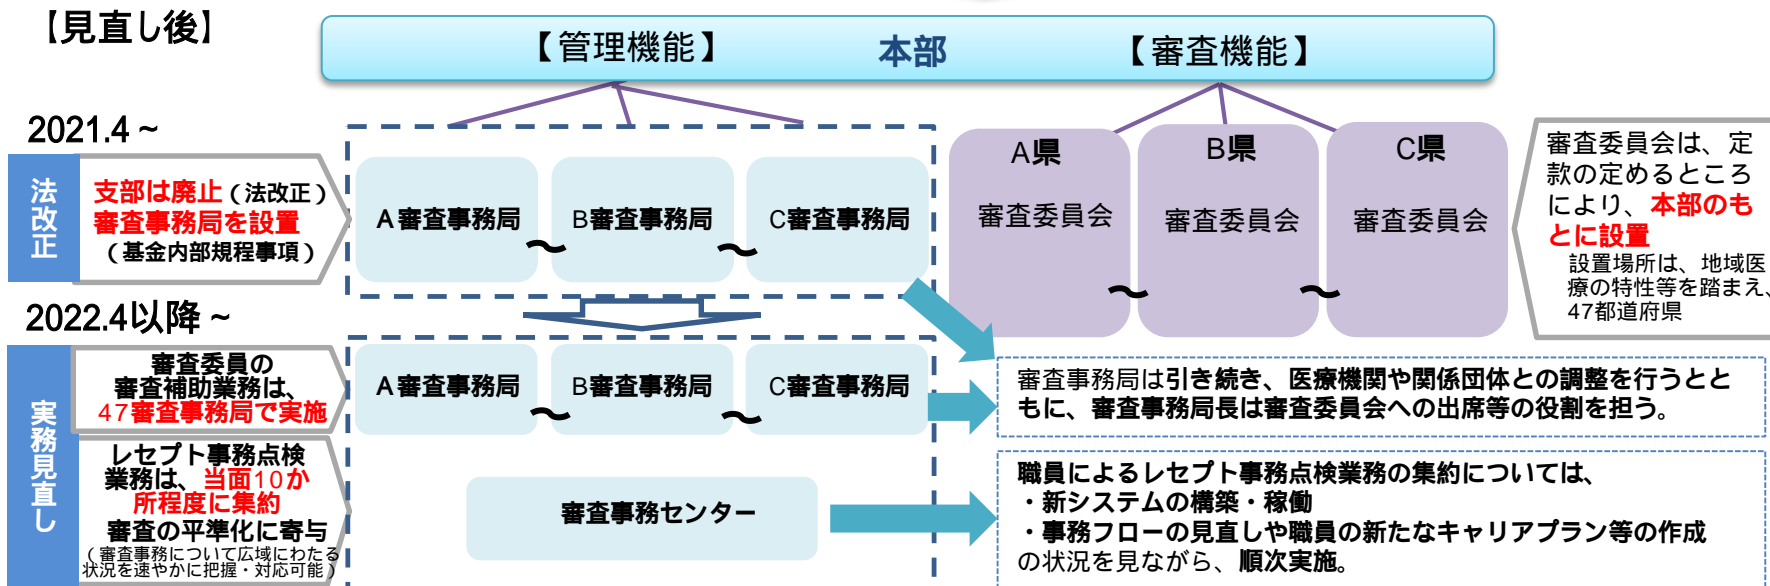 【見直し後】
【管理機能】 本部 【審査機能】
2021.4～
法改正
支部は廃止（法改正）
審査事務局を設置
（基金内部規程事項）
A審査事務局 ～ B審査事務局 ～ C審査事務局
A県
審査委員会
～
B県
審査委員会
～
C県
審査委員会
審査委員会は、定
款の定めるところ
により、本部のも
とに設置
設置場所は、地域医
療の特性等を踏まえ、
47都道府県
2022.4以降～
実務見直し
審査委員の
審査補助業務は、
47審査事務局で実施
レセプト事務点検
業務は、当面10か
所程度に集約
審査の平準化に寄与
（審査事務について広域にわたる
状況を速やかに把握・対応可能）
A審査事務局 ～ B審査事務局 ～ C審査事務局
審査事務センター
審査事務局は引き続き、医療機関や関係団体との調整を行うとと
もに、審査事務局長は審査委員会への出席等の役割を担う。
職員によるレセプト事務点検業務の集約については、
・新システムの構築・稼働
・事務フローの見直しや職員の新たなキャリアプラン等の作成
の状況を見ながら、順次実施。